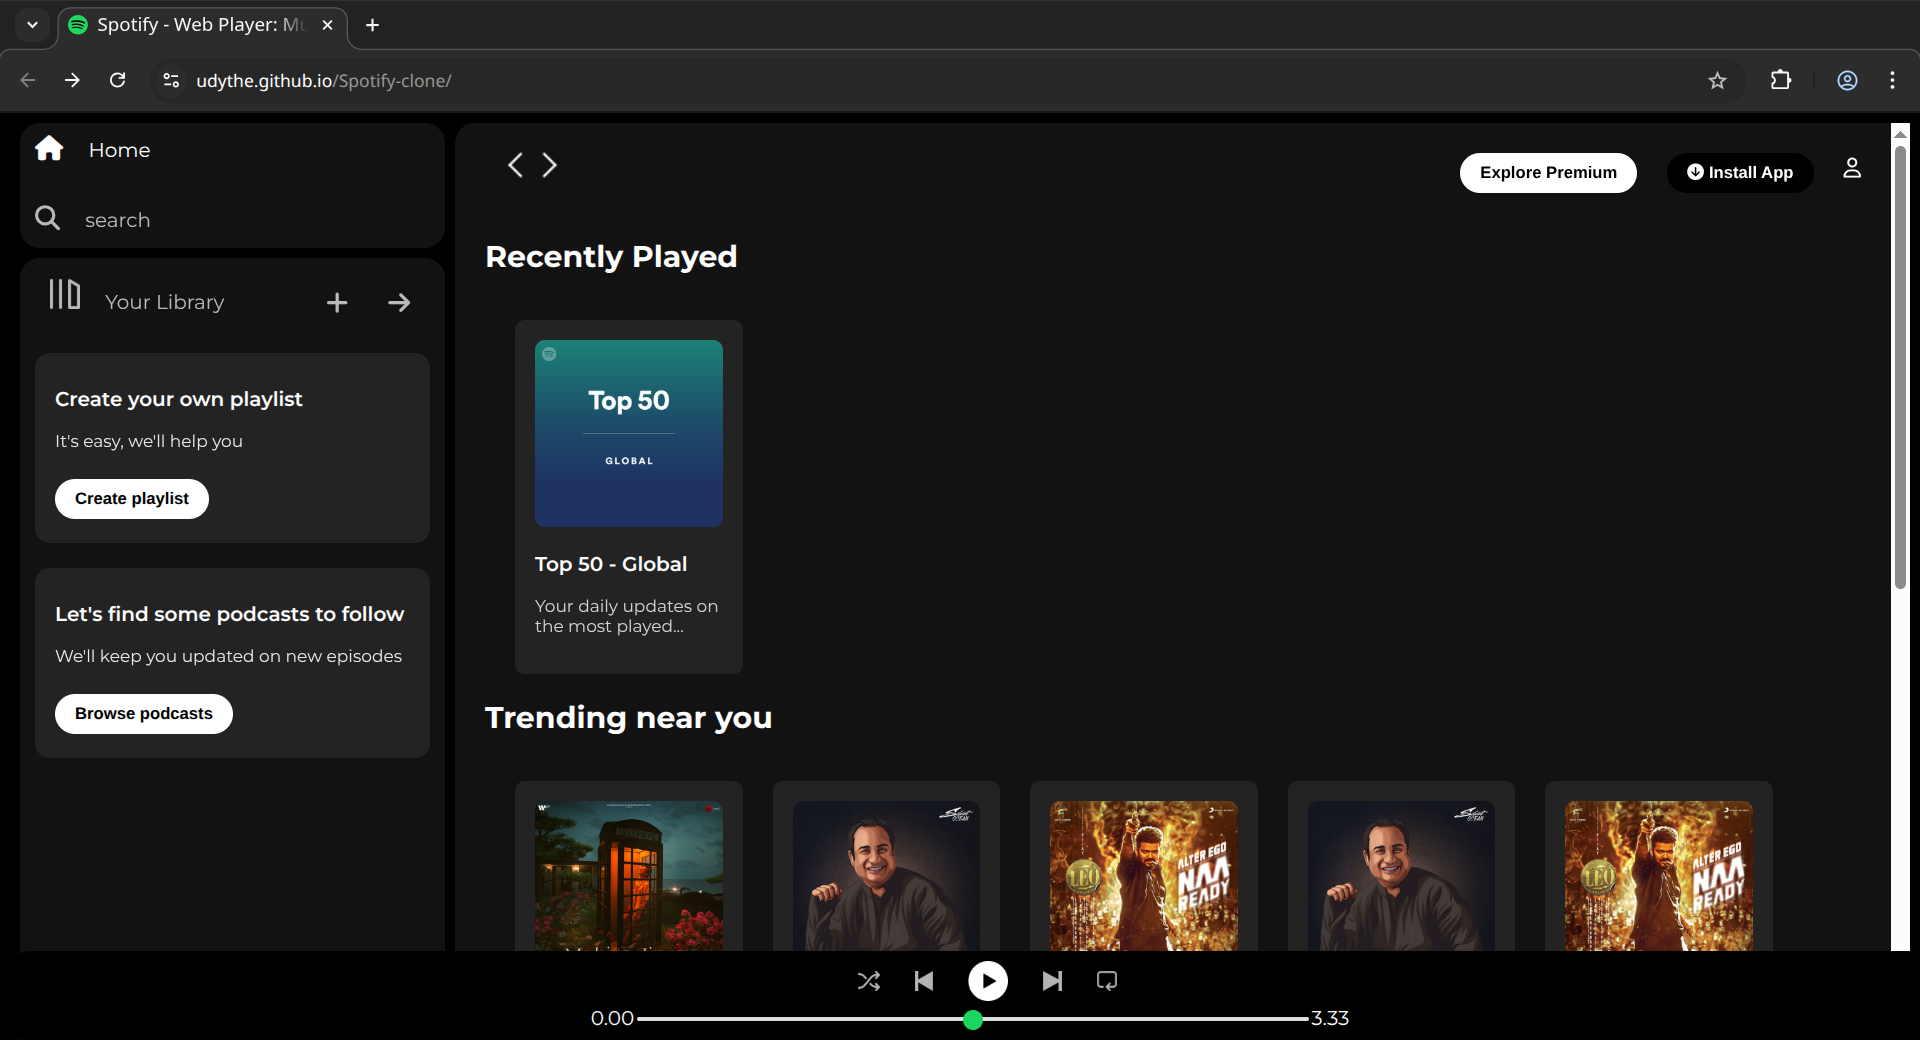 Spotify - Web Player: Mu
udythe.github.io/Spotify-clone/
Home
search
Your Library
Create your own playlist
It's easy, we'll help you
Create playlist
Let's find some podcasts to follow
We'll keep you updated on new episodes
Browse podcasts
Explore Premium
Install App
Recently Played
Top 50
GLOBAL
Top 50 - Global
Your daily updates on
the most played...
Trending near you
LEO
ALTER EGO
NAA
READY
LEO
ALTER EGO
NAA
READY
0.00
3.33